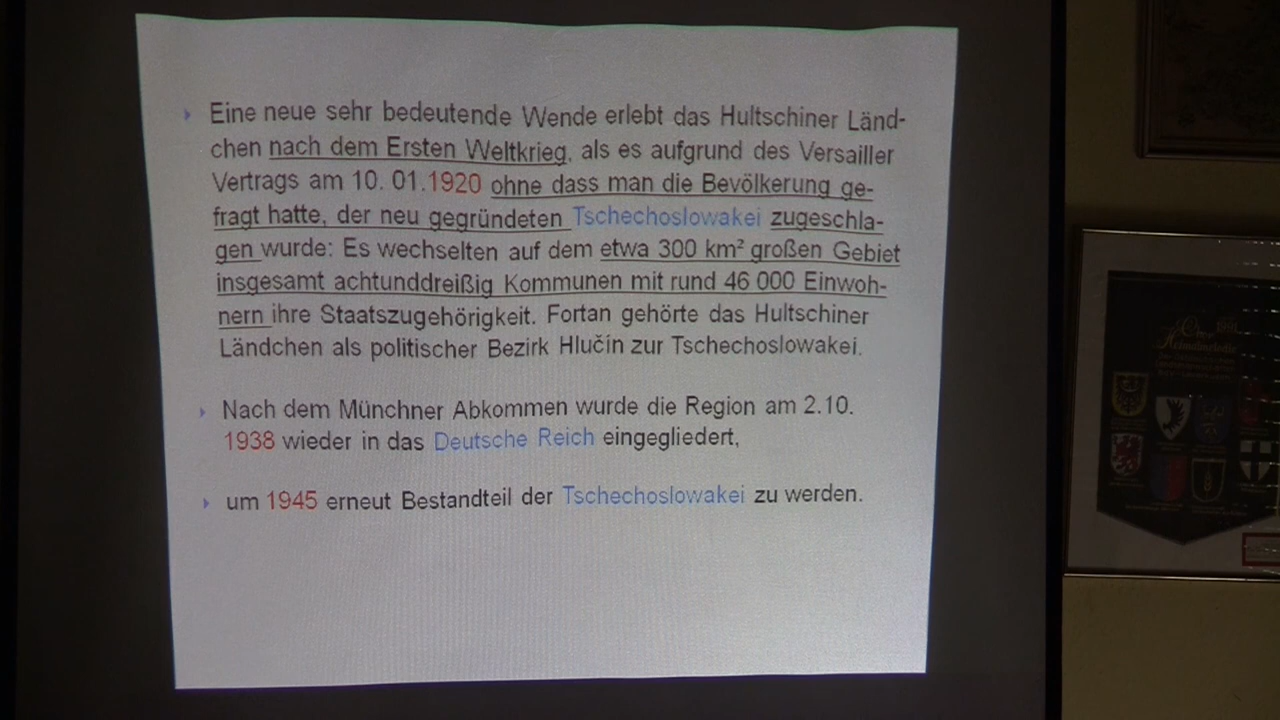 Eine neue sehr bedeutende Wende erlebt das Hultschiner Länd-
chen nach dem Ersten Weltkrieg, als es aufgrund des Versailler
Vertrags am 10. 01.1920 ohne dass man die Bevölkerung ge-
fragt hatte, der neu gegründeten Tschechoslowakei zugeschla-
gen wurde: Es wechselten auf dem etwa 300 km² großen Gebiet
insgesamt achtunddreißig Kommunen mit rund 46 000 Einwoh-
nern ihre Staatszugehörigkeit. Fortan gehörte das Hultschiner
Ländchen als politischer Bezirk Hlučín zur Tschechoslowakei.
Nach dem Münchner Abkommen wurde die Region am 2.10.
1938 wieder in das Deutsche Reich eingegliedert,
um 1945 erneut Bestandteil der Tschechoslowakei zu werden.